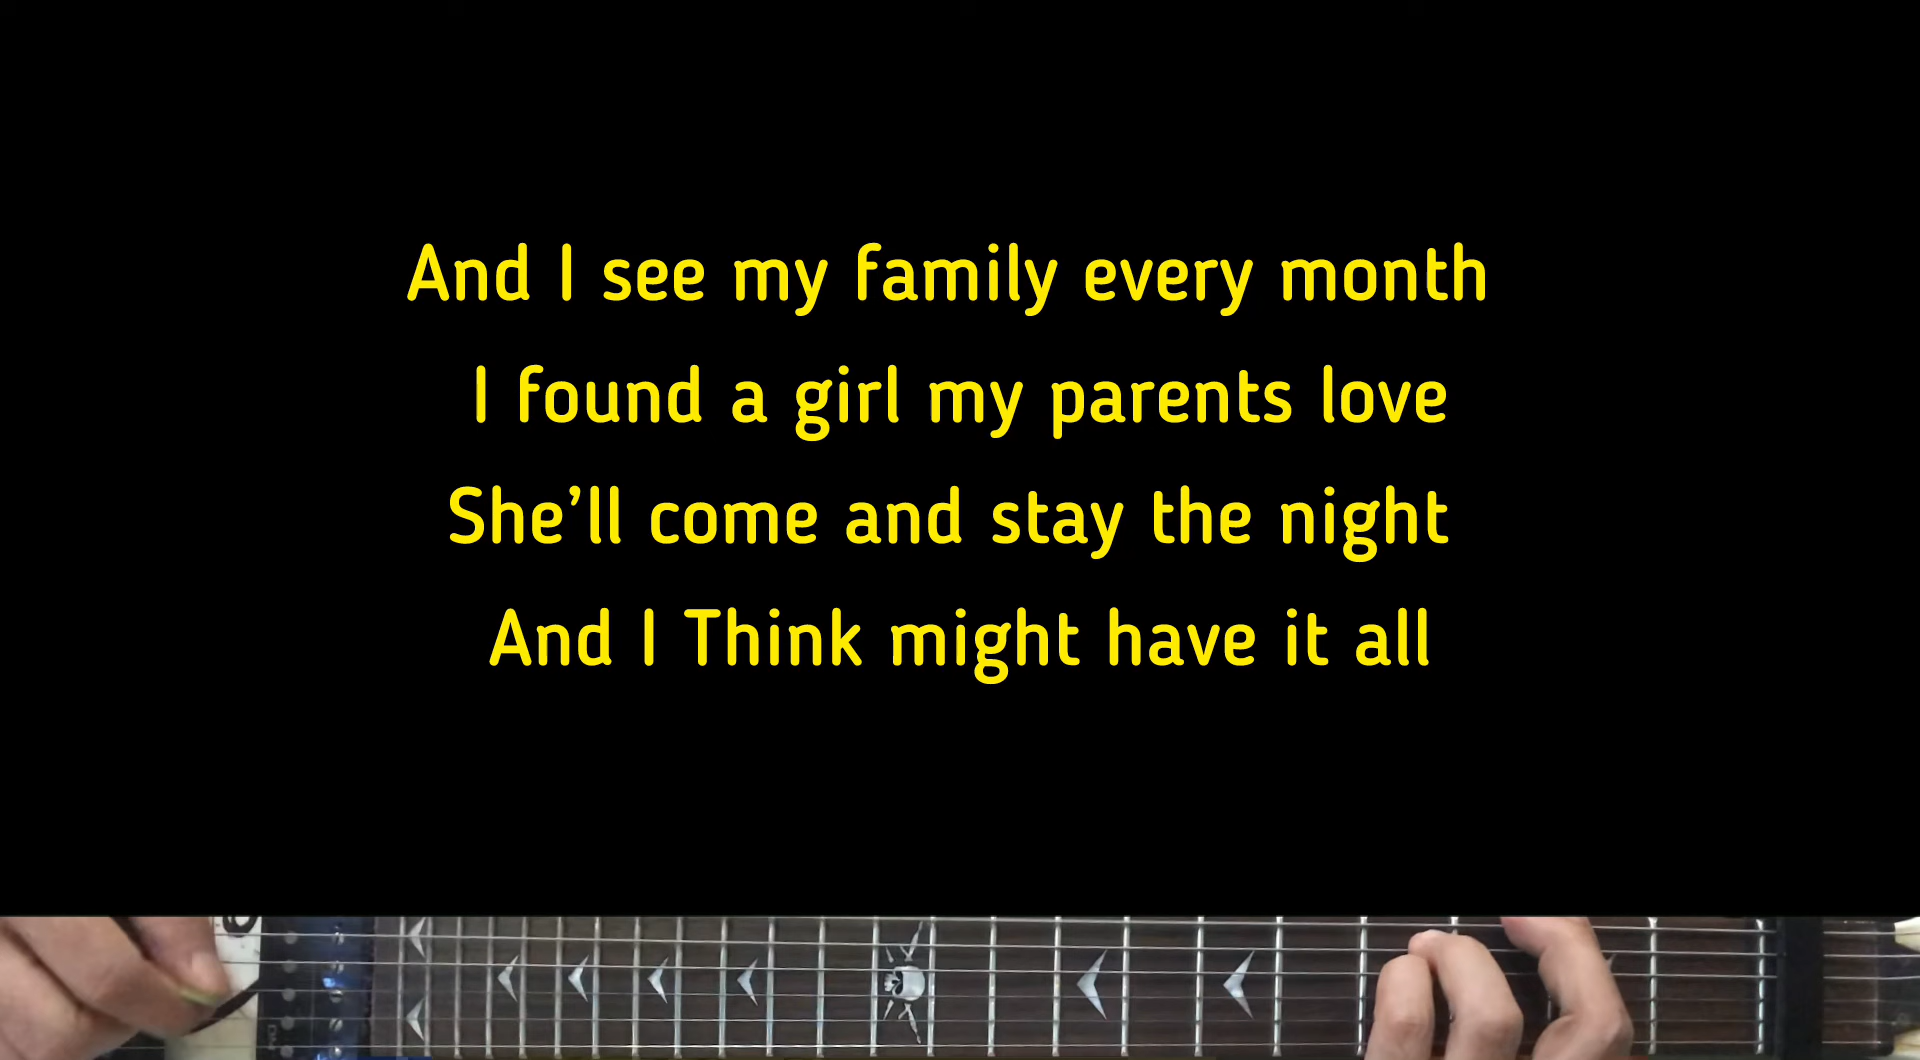 And I see my family every month
I found a girl my parents love
She’ll come and stay the night
And I Think might have it all